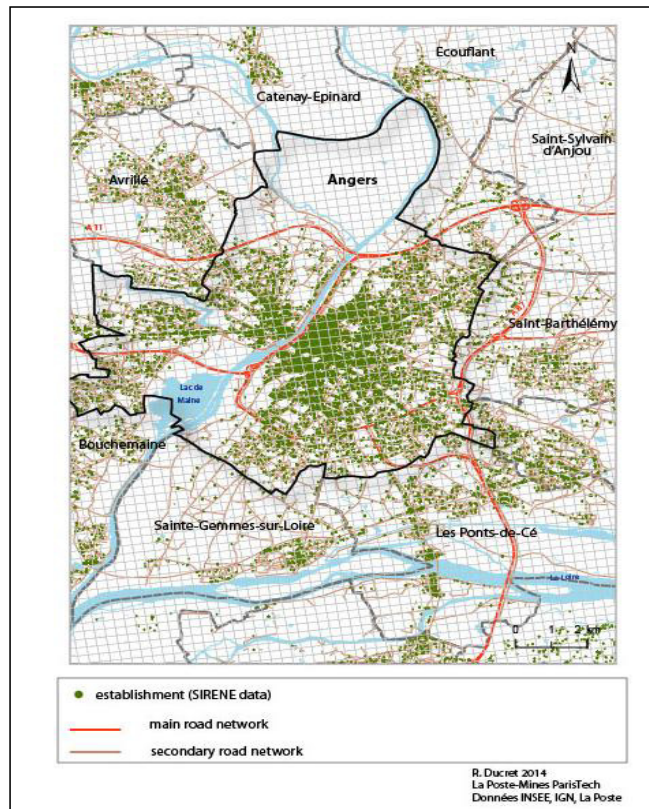 Ecouflant
N
Catenay-Epinard
Saint-Sylvain
d'Anjou
Avrillé
Angers
A 11
A 87
Saint-Barthélémy
Lac de
Maine
Bouchemaine
Sainte-Gemmes-sur-Loire
Les Ponts-de-Cé
La Loire
0 1 2 km
establishment (SIRENE data)
main road network
secondary road network
R. Ducret 2014
La Poste-Mines ParisTech
Données INSEE, IGN, La Poste